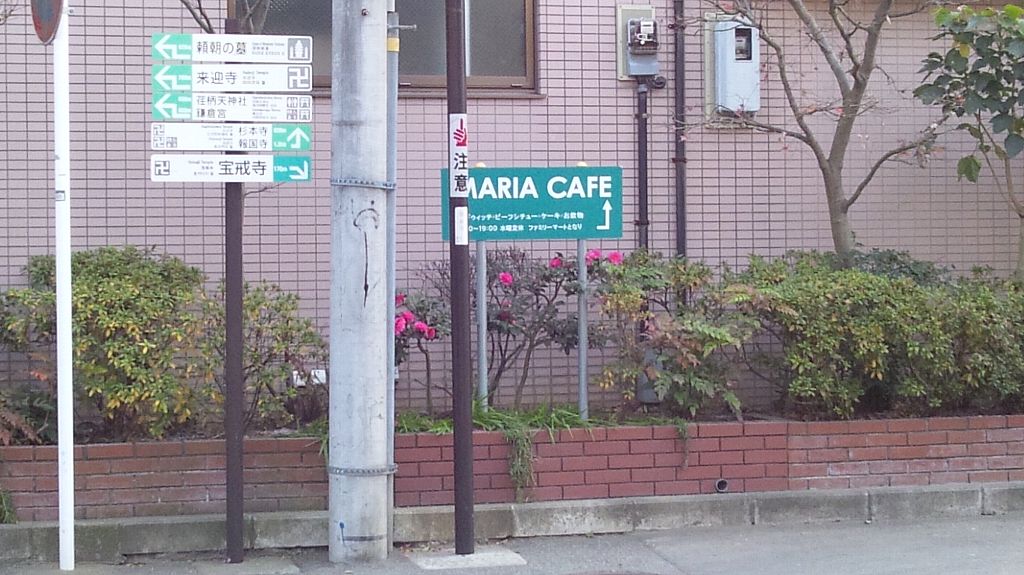 頼朝の墓
来迎寺
荏柄天神社
鎌倉宮
杉本寺
報国寺
宝戒寺
170m
注意
MARIA CAFE
ウィッチ・ビーフシチュー・ケーキ・お飲物
0〜19:00 水曜定休 ファミリーマートとなり